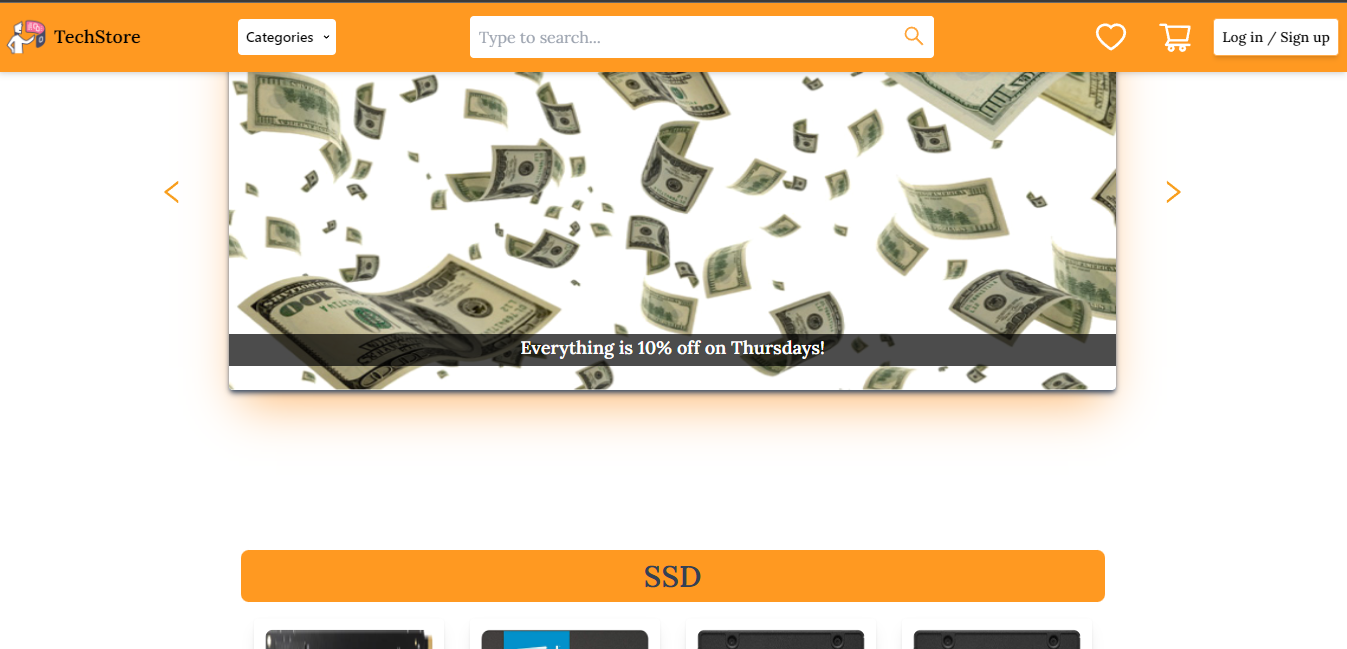 TechStore
Categories
Type to search...
Log in / Sign up
Everything is 10% off on Thursdays!
SSD